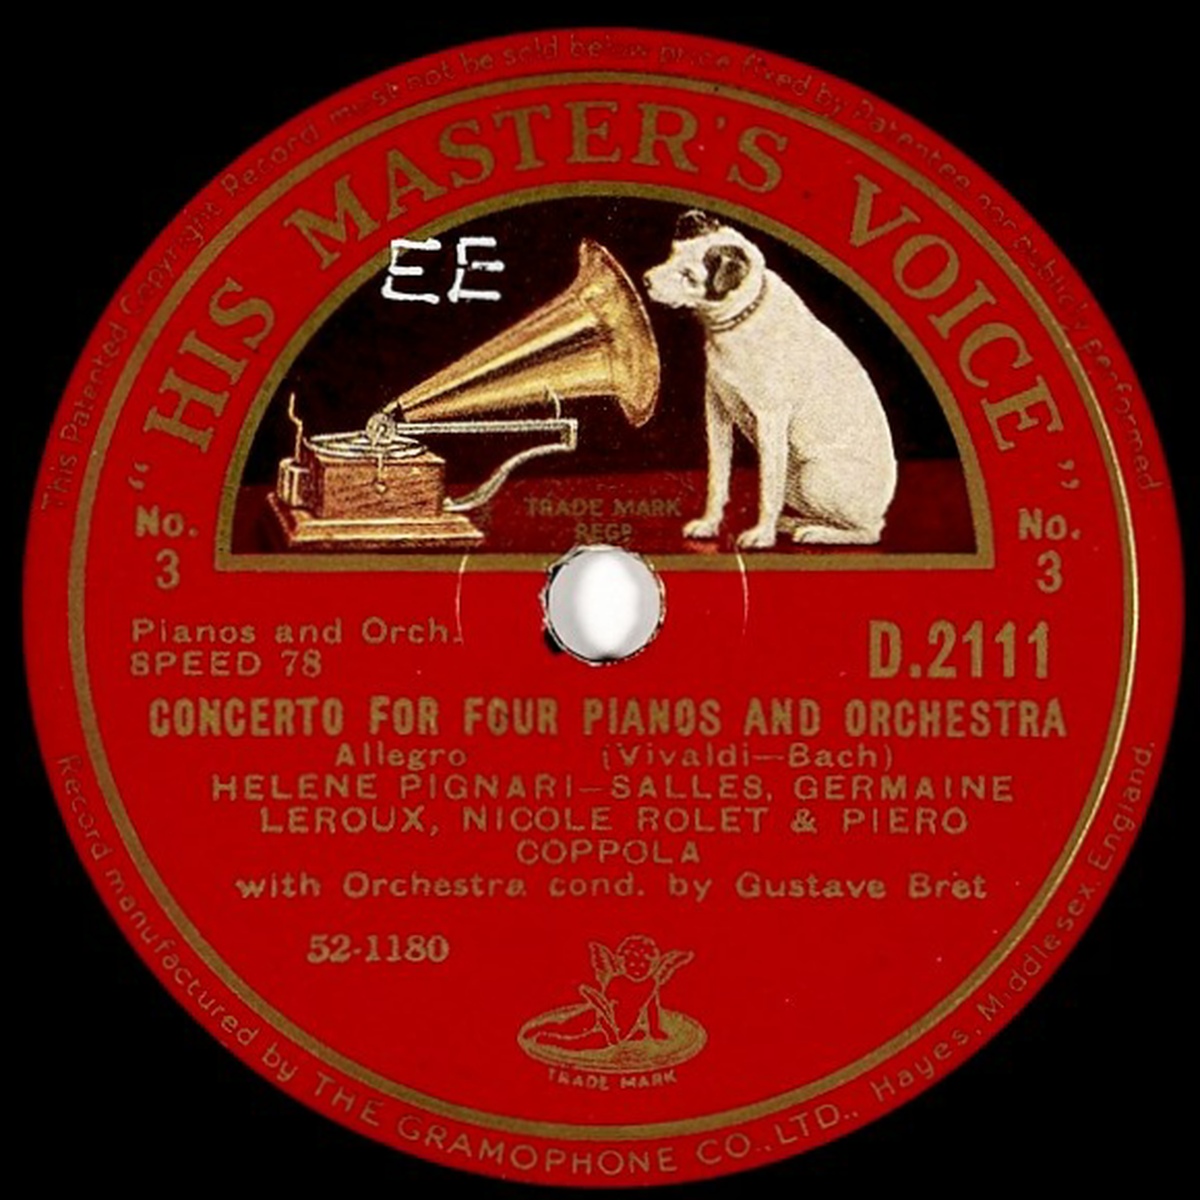 This Patented Copyright Record must not be sold below price fixed by Patentee nor publicly performed
"HIS MASTER'S VOICE"
EE
TRADE MARK
REGD
No.
3
No.
3
Pianos and Orch.
SPEED 78
D.2111
CONCERTO FOR FOUR PIANOS AND ORCHESTRA
Allegro (Vivaldi—Bach)
HELENE PIGNARI-SALLES, GERMAINE
LEROUX, NICOLE ROLET & PIERO
COPPOLA
with Orchestra cond. by Gustave Bret
52-1180
TRADE MARK
Record manufactured by THE GRAMOPHONE CO., LTD., Hayes, Middlesex, England.